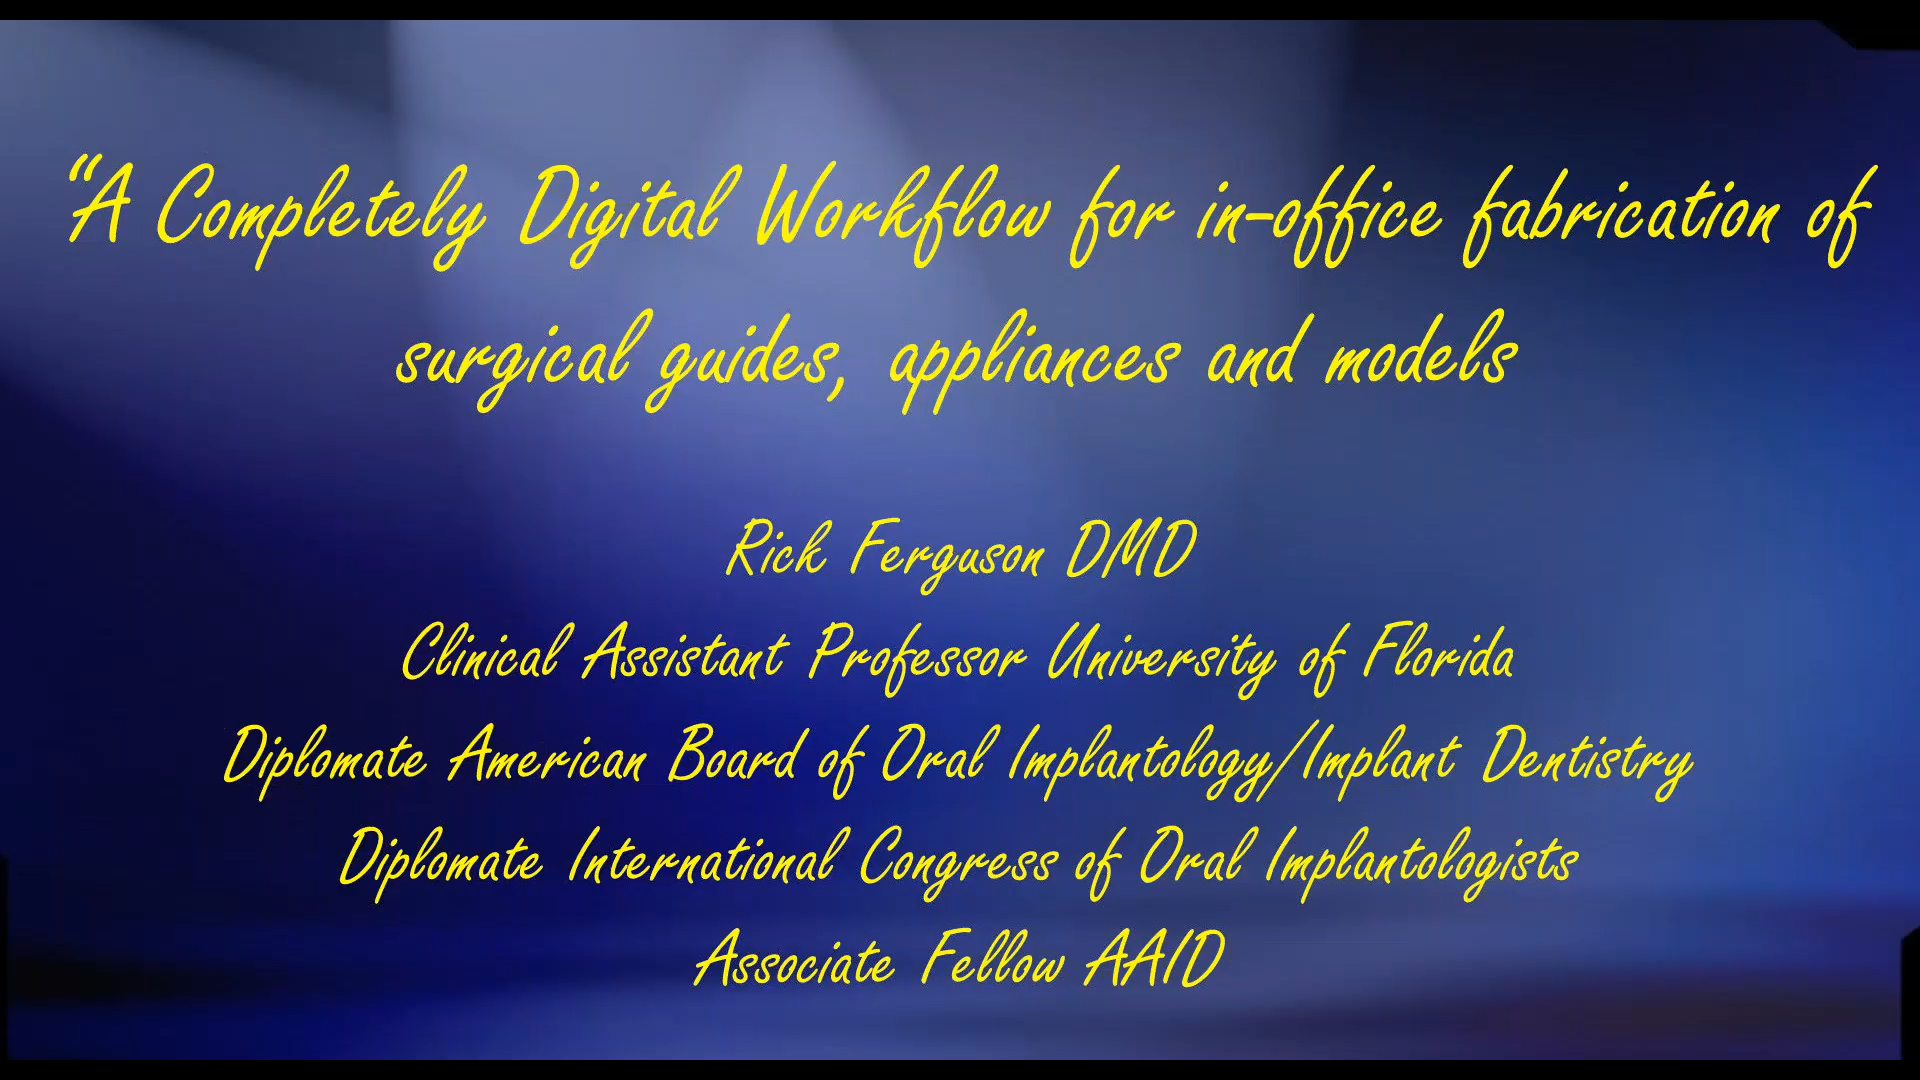 “A Completely Digital Workflow for in-office fabrication of
surgical guides, appliances and models
Rick Ferguson DMD
Clinical Assistant Professor University of Florida
Diplomate American Board of Oral Implantology/Implant Dentistry
Diplomate International Congress of Oral Implantologists
Associate Fellow AAID